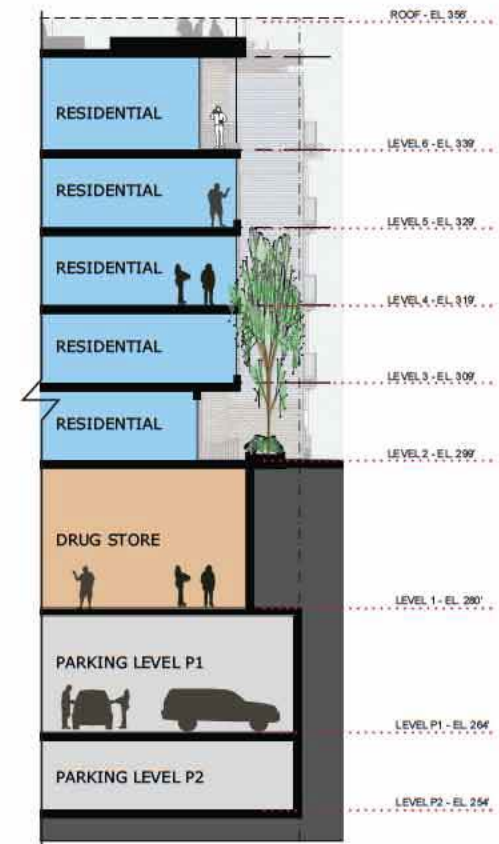 ROOF - EL. 356'
RESIDENTIAL
LEVEL 6 - EL. 339'
RESIDENTIAL
LEVEL 5 - EL. 329'
RESIDENTIAL
LEVEL 4 - EL. 319'
RESIDENTIAL
LEVEL 3 - EL. 309'
RESIDENTIAL
LEVEL 2 - EL. 299'
DRUG STORE
LEVEL 1 - EL. 280'
PARKING LEVEL P1
LEVEL P1 - EL. 264'
PARKING LEVEL P2
LEVEL P2 - EL. 254'